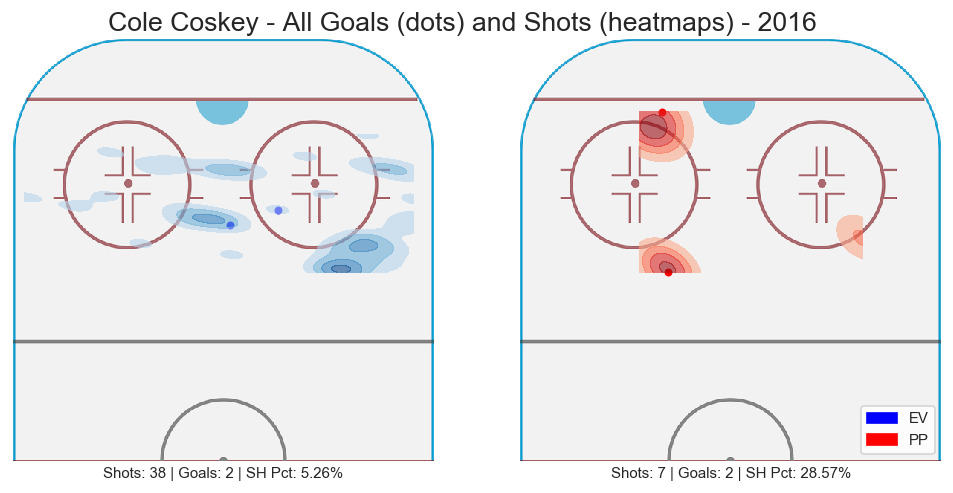 Cole Coskey - All Goals (dots) and Shots (heatmaps) - 2016
EV
PP
Shots: 38 | Goals: 2 | SH Pct: 5.26%
Shots: 7 | Goals: 2 | SH Pct: 28.57%